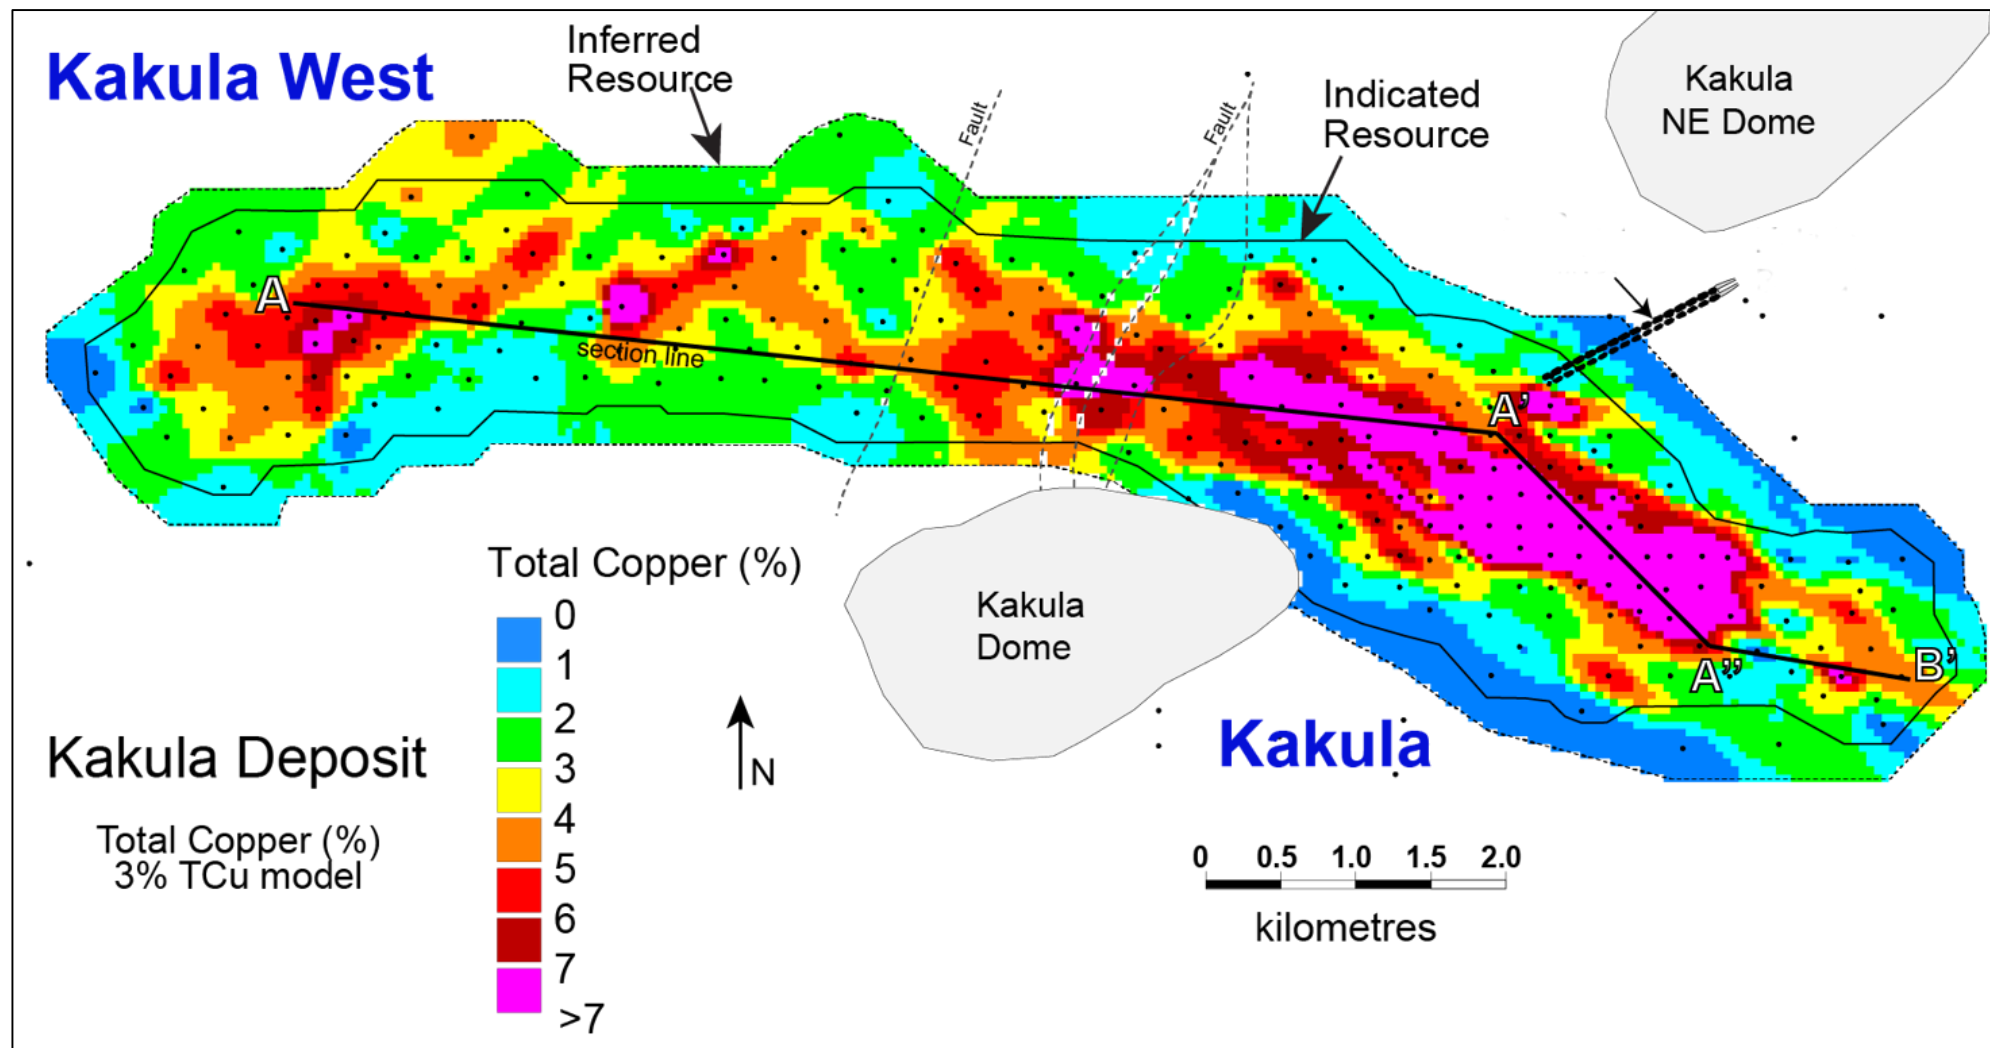 Kakula West
Inferred
Resource
Fault
Fault
Indicated
Resource
Kakula
NE Dome
A
section line
A’
A”
B’
Kakula
Dome
Kakula
Total Copper (%)
0
1
2
3
4
5
6
7
>7
Kakula Deposit
Total Copper (%)
3% TCu model
N
0 0.5 1.0 1.5 2.0
kilometres